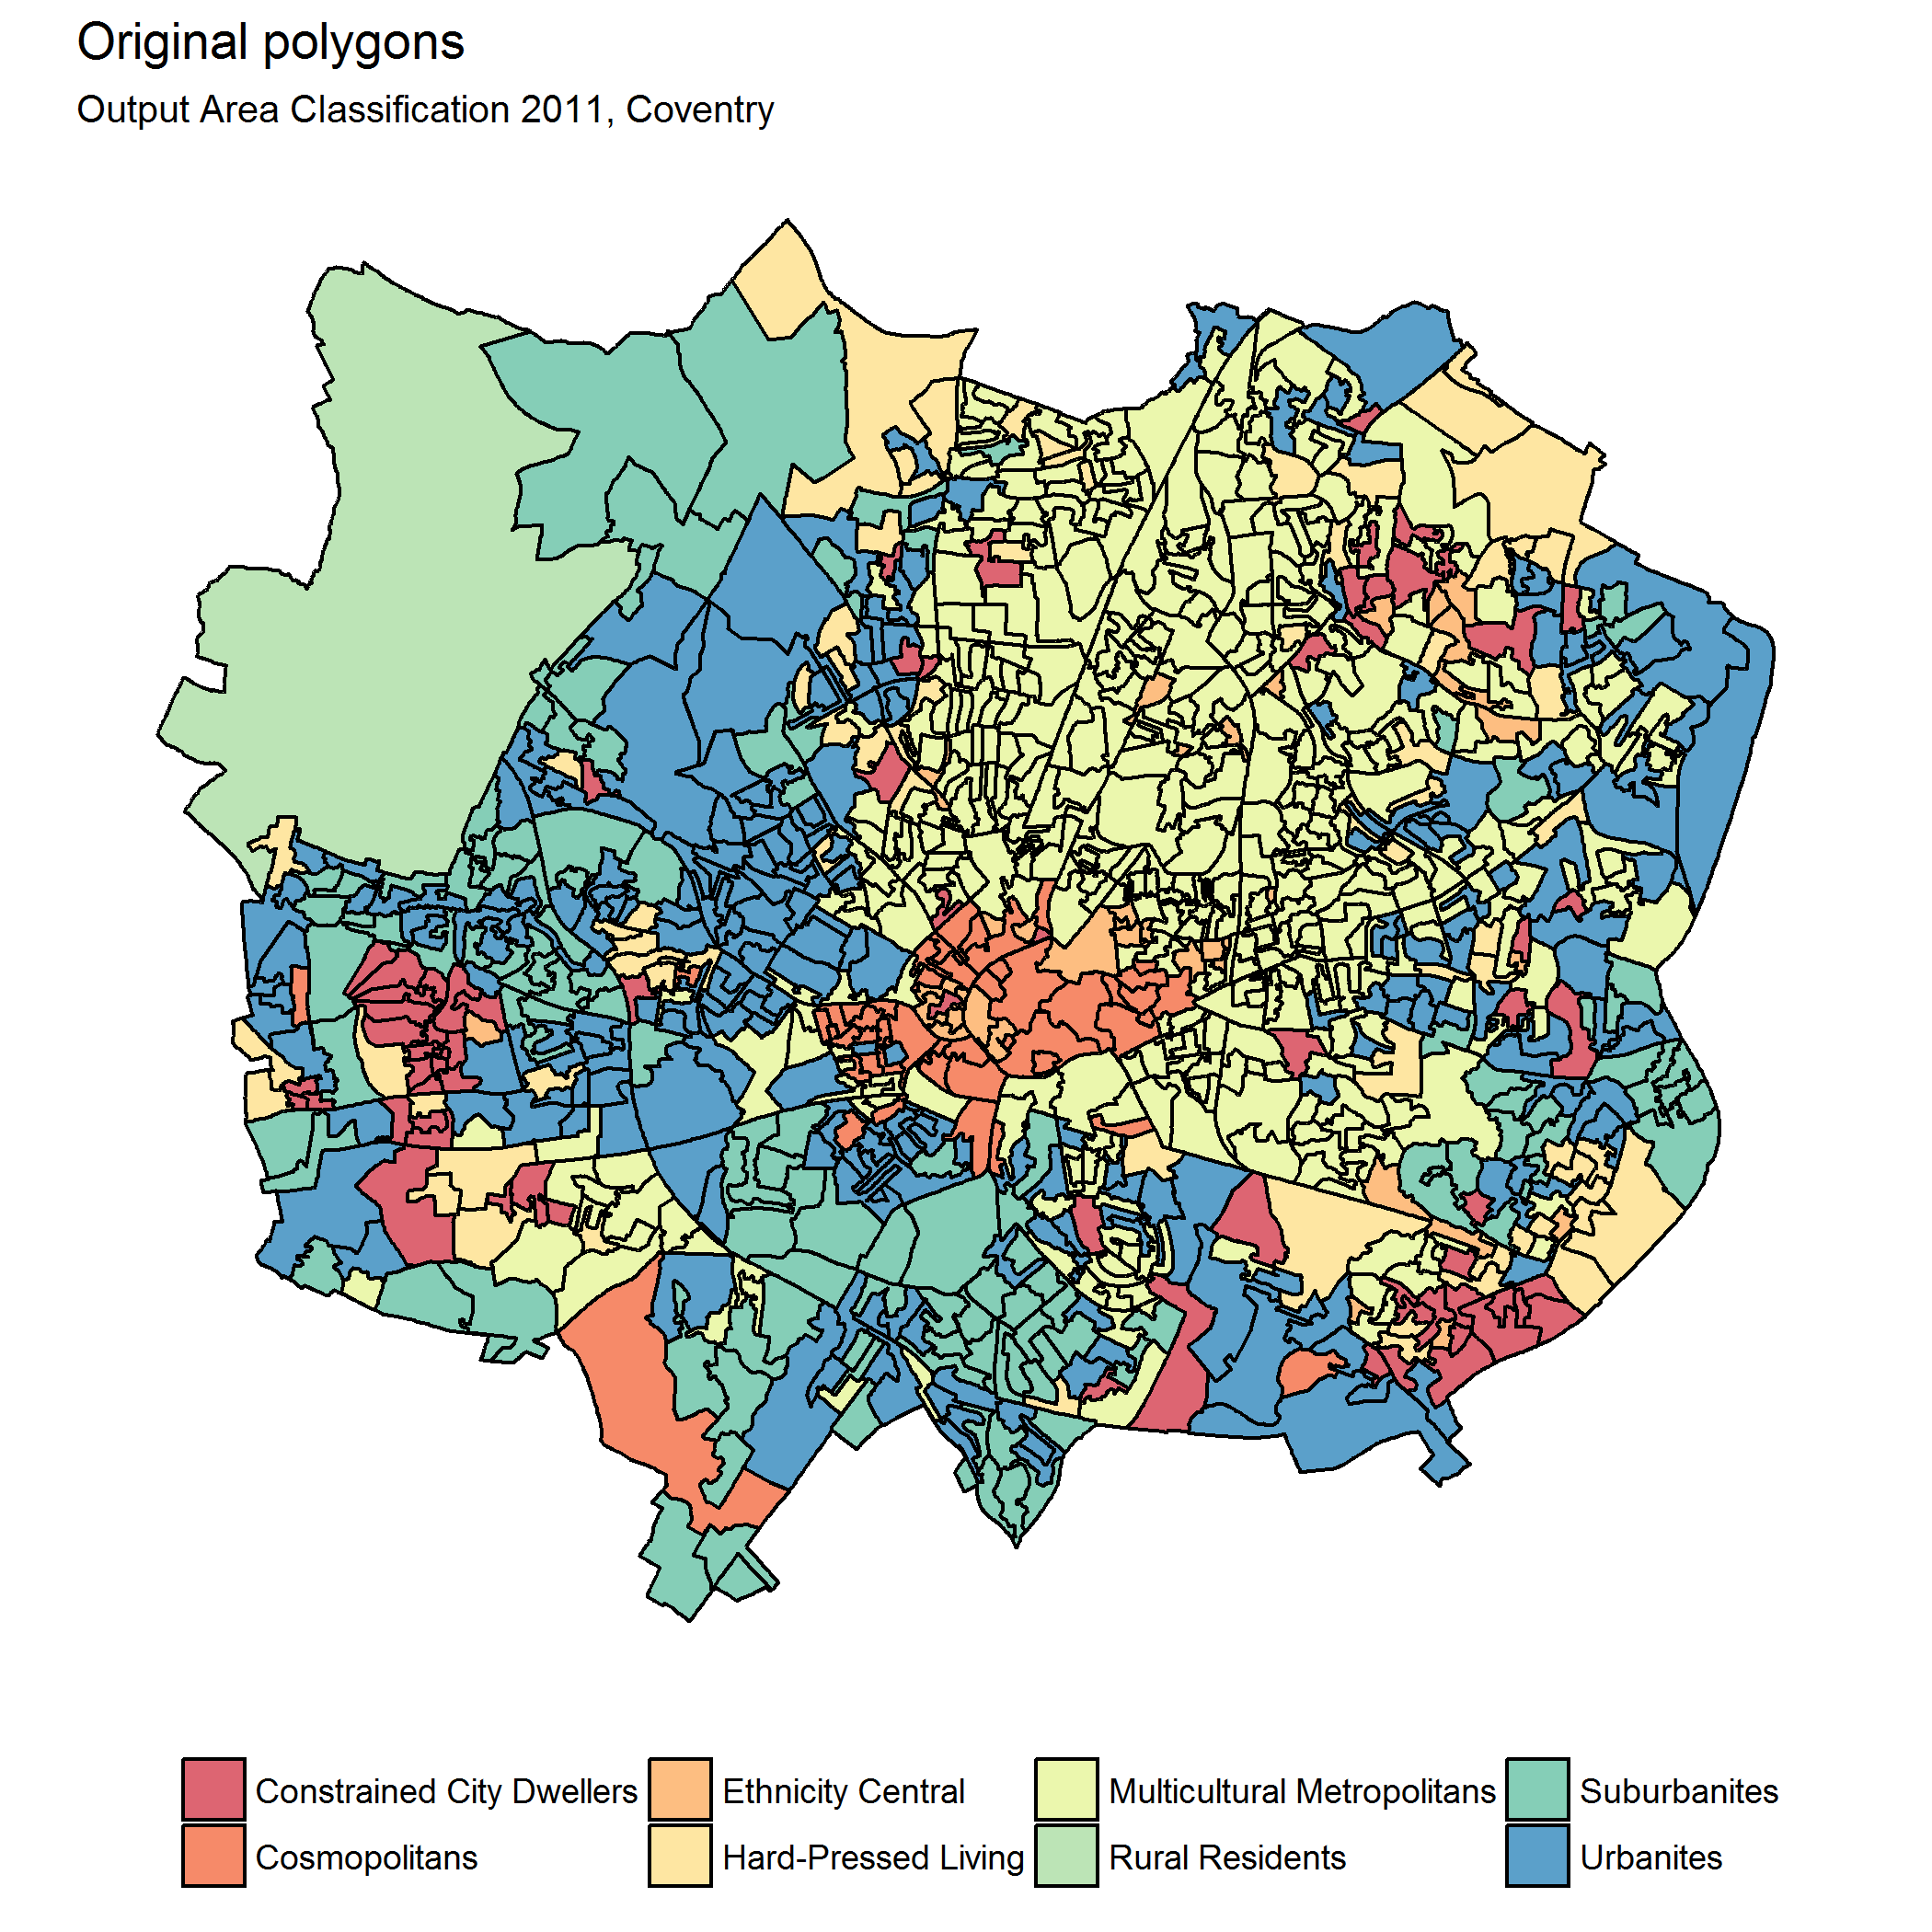 Original polygons
Output Area Classification 2011, Coventry
Constrained City Dwellers Ethnicity Central Multicultural Metropolitans Suburbanites
Cosmopolitans Hard-Pressed Living Rural Residents Urbanites